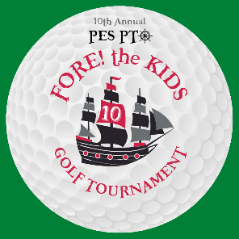 10th Annual
PES PTO
FORE! the KIDS
10
GOLF TOURNAMENT